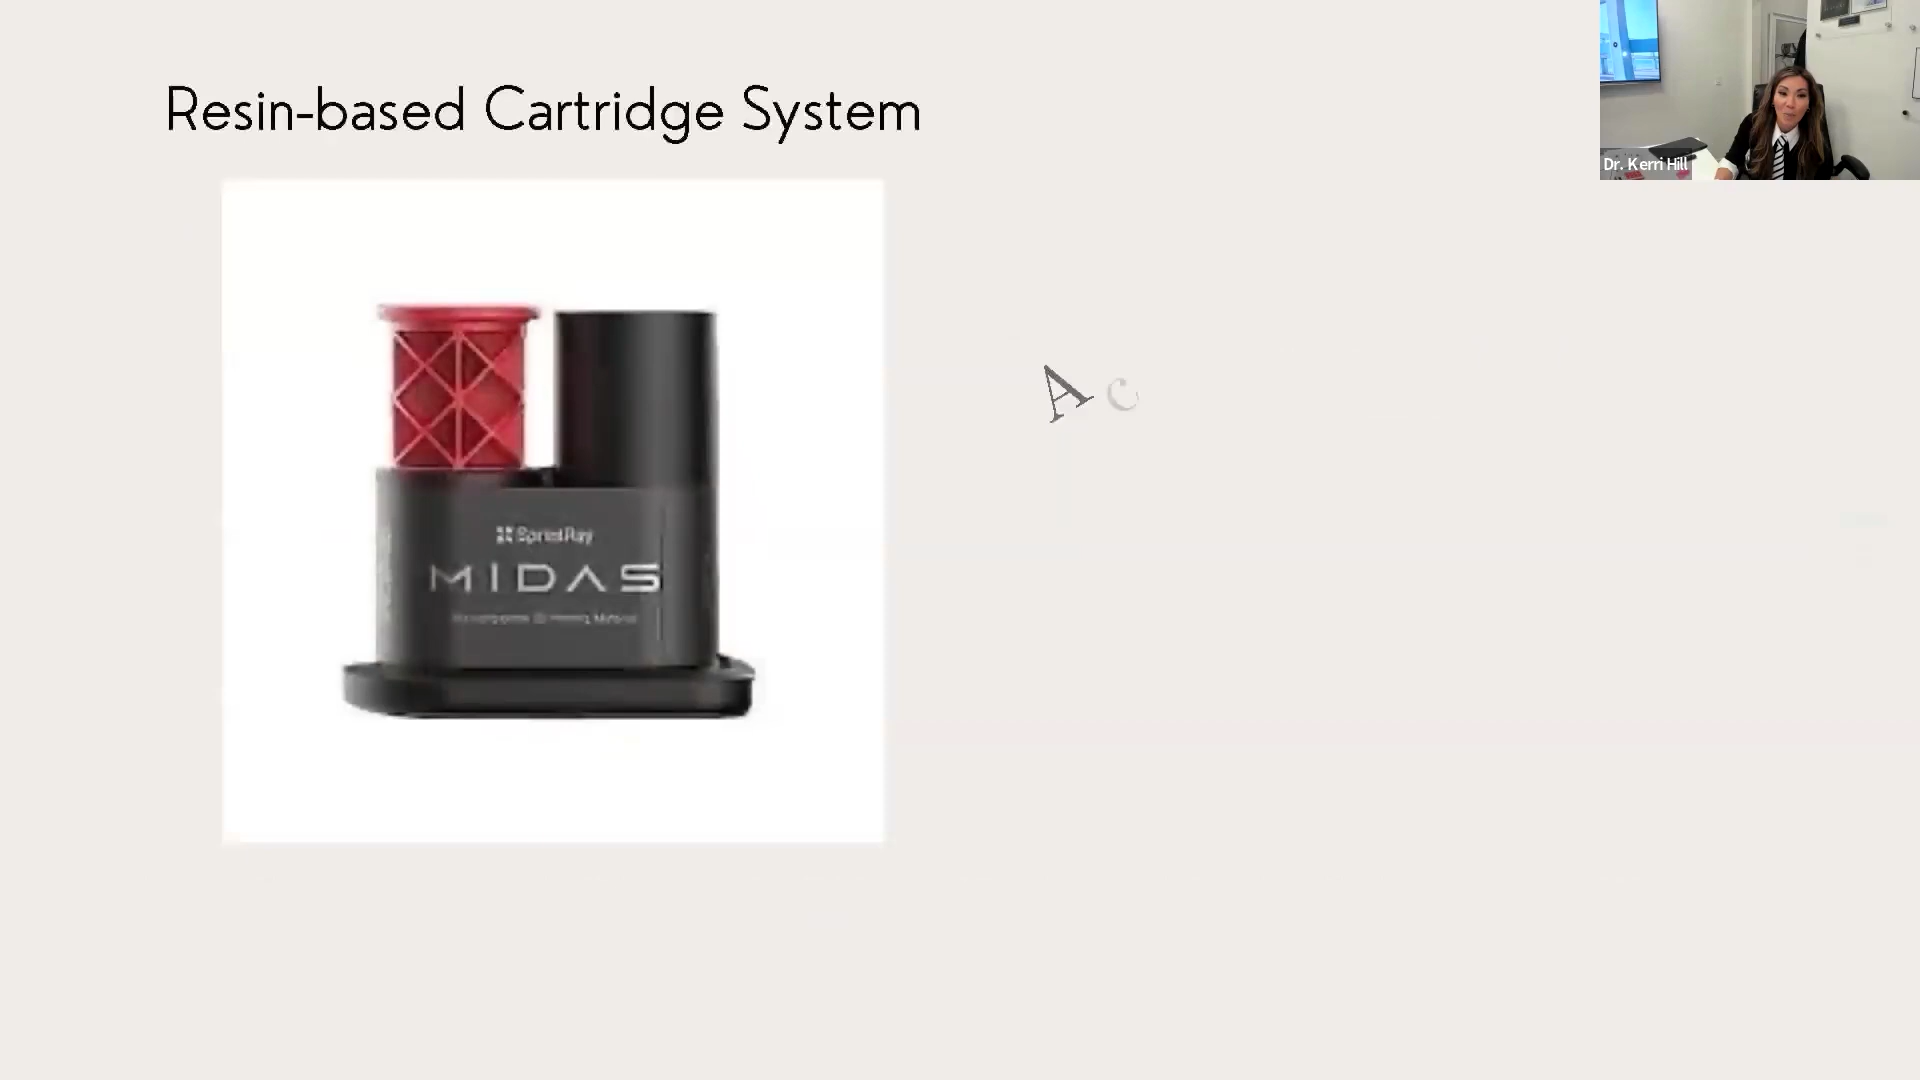 Resin-based Cartridge System
Dr. Kerri Hill
A c
SprintRay
MIDAS